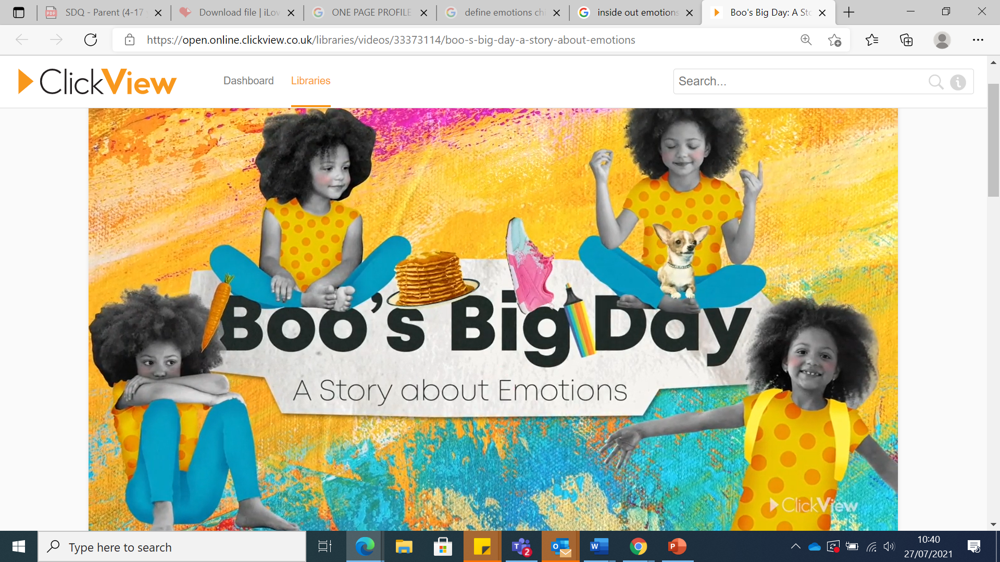 SDQ - Parent (4-17
Download file | iLov
ONE PAGE PROFILE
define emotions chi
inside out emotions
Boo's Big Day: A Sto
https://open.online.clickview.co.uk/libraries/videos/33373114/boo-s-big-day-a-story-about-emotions
ClickView
Dashboard
Libraries
Search...
Boo's Big Day
A Story about Emotions
ClickView
Type here to search
2
10:40
27/07/2021